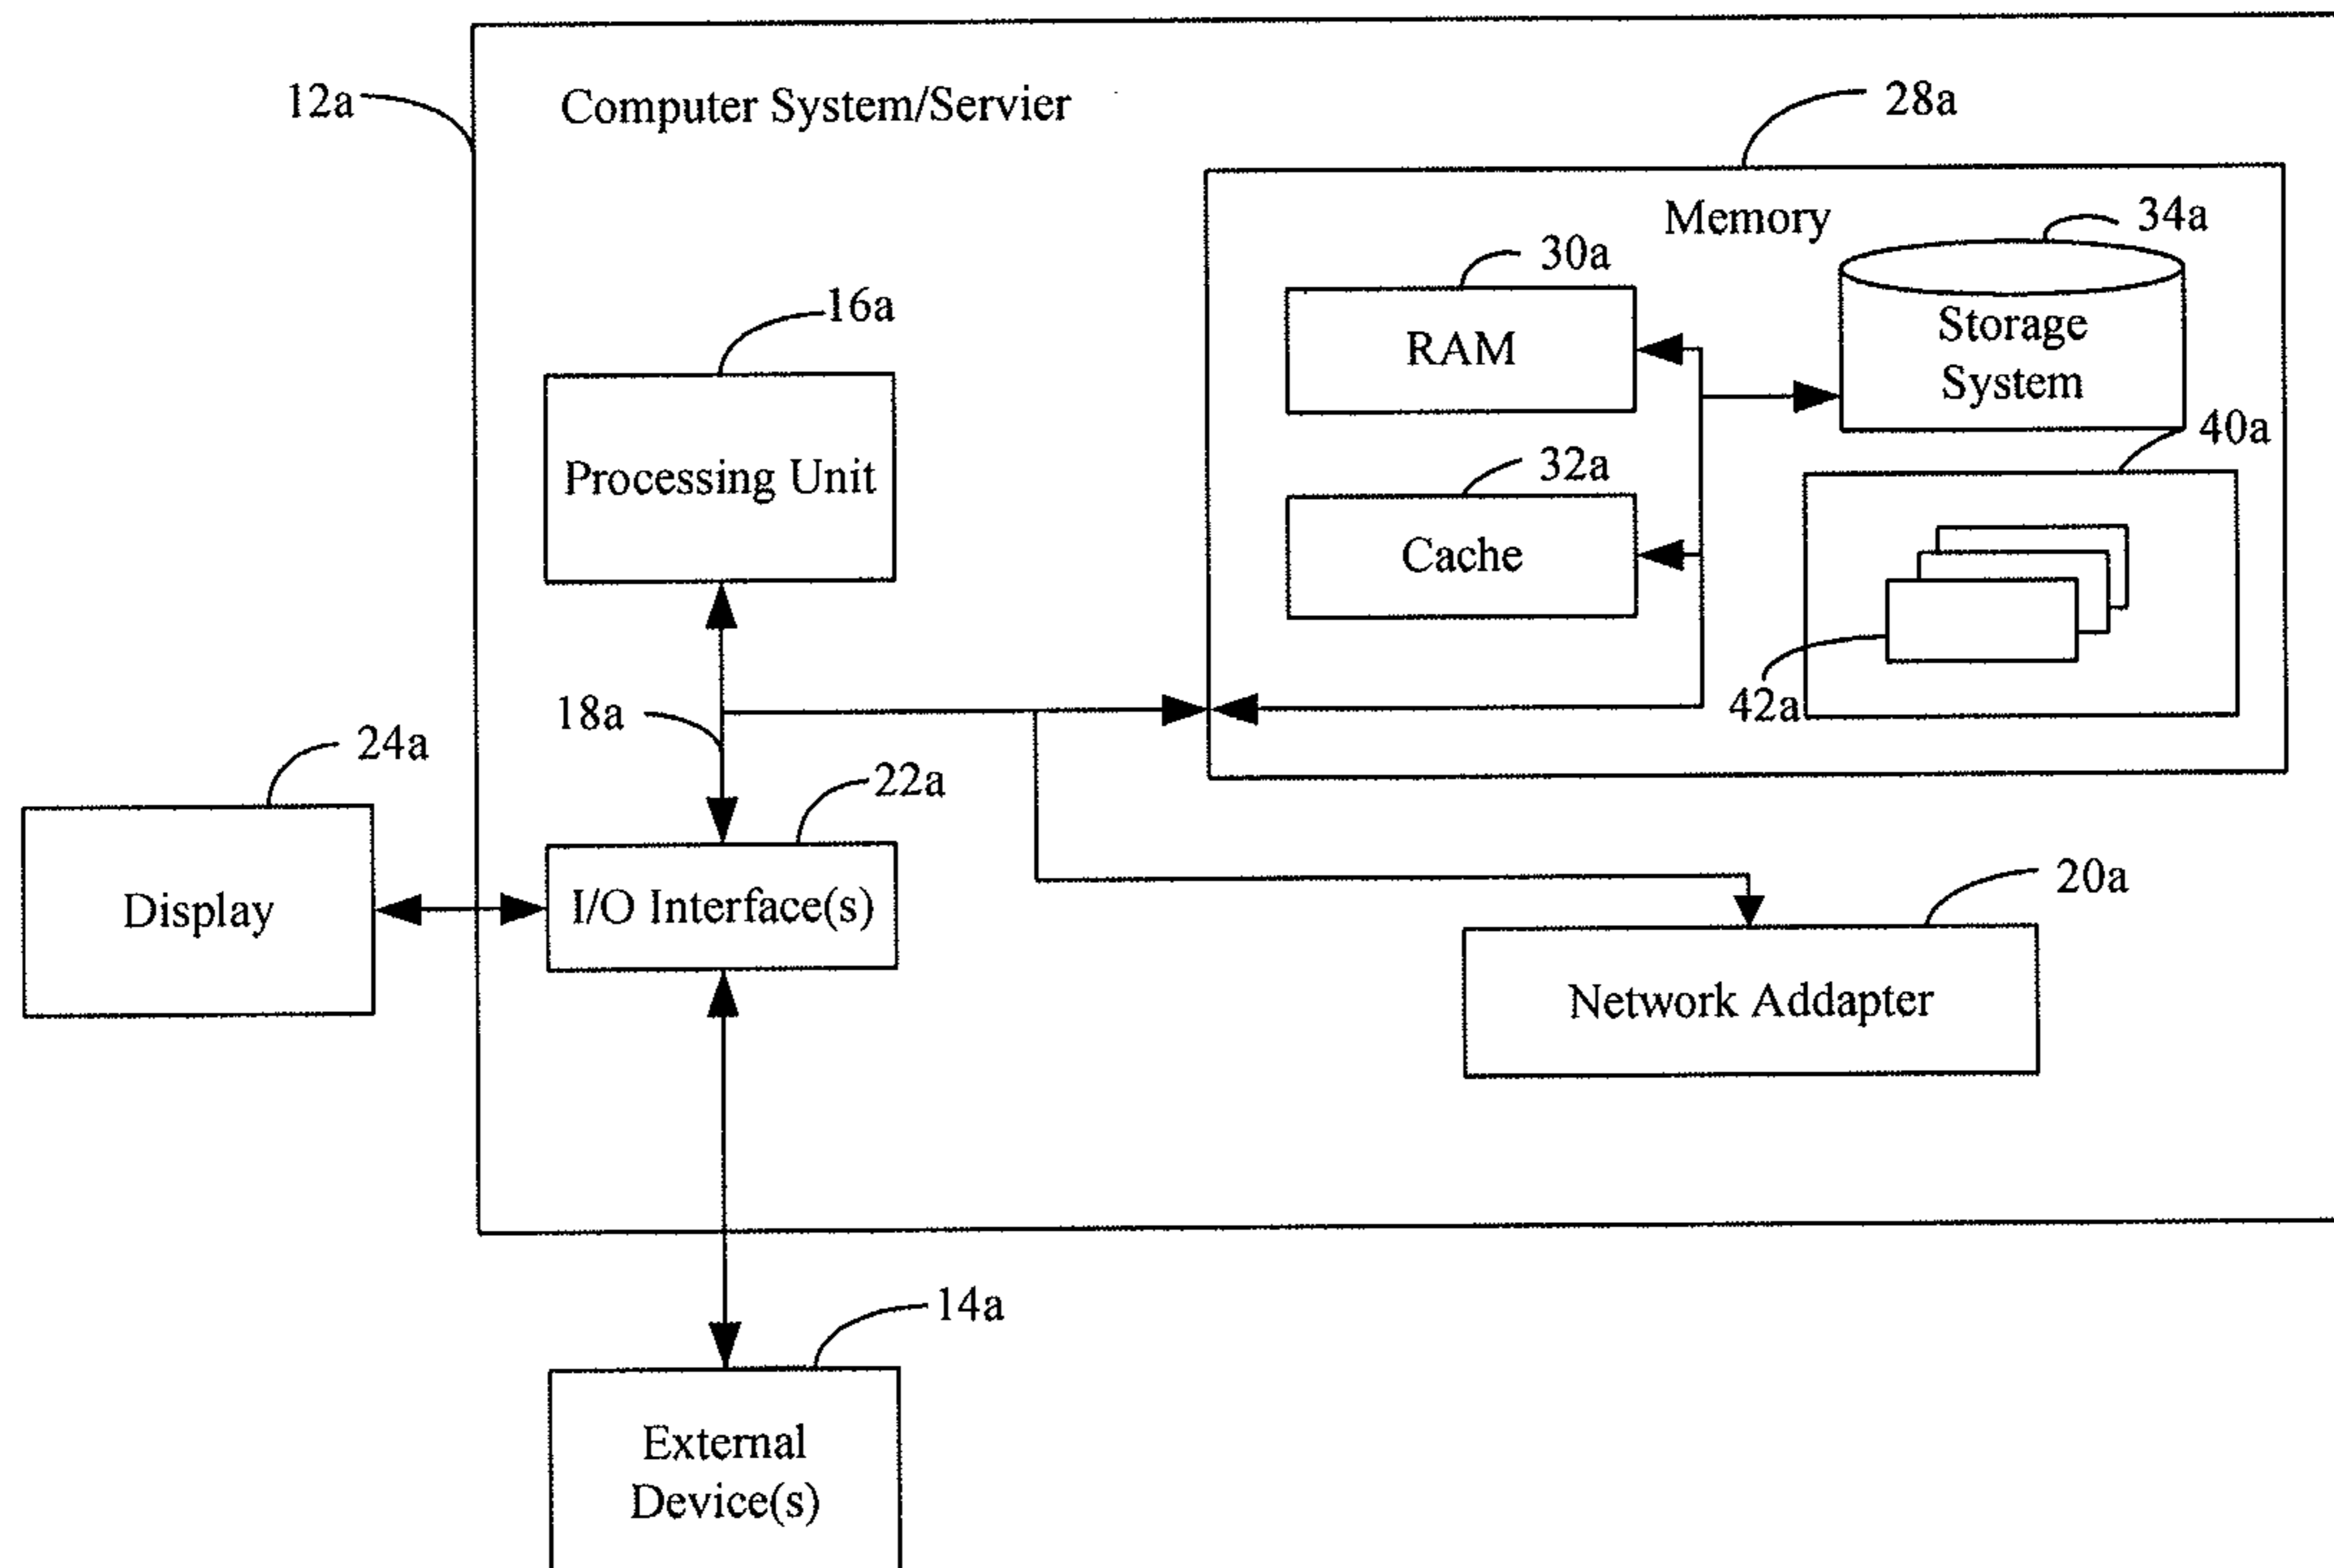 12a
Computer System/Servier
28a
Memory
34a
30a
16a
RAM
Storage
System
40a
Processing Unit
32a
Cache
18a
42a
24a
22a
Display
I/O Interface(s)
20a
Network Addapter
14a
External
Device(s)